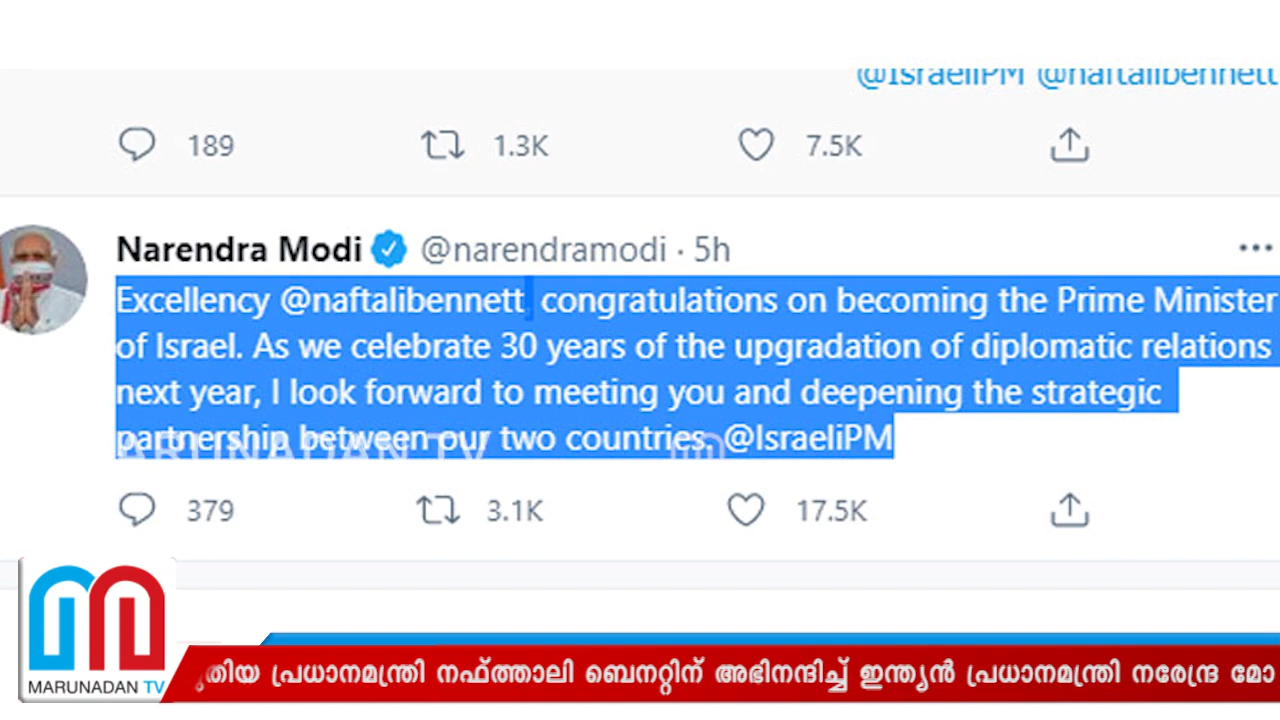 @IsraeliPM @naftalibennett
189 1.3K 7.5K
Narendra Modi @narendramodi · 5h
Excellency @naftalibennett congratulations on becoming the Prime Minister
of Israel. As we celebrate 30 years of the upgradation of diplomatic relations
next year, I look forward to meeting you and deepening the strategic
partnership between our two countries. @IsraeliPM
MARUNADAN TV
379 3.1K 17.5K
MARUNADAN TV
പ്രധാനമന്ത്രി നഫ്ത്താലി ബെനറ്റിന് അഭിനന്ദിച്ച് ഇന്ത്യൻ പ്രധാനമന്ത്രി നരേന്ദ്ര മോ